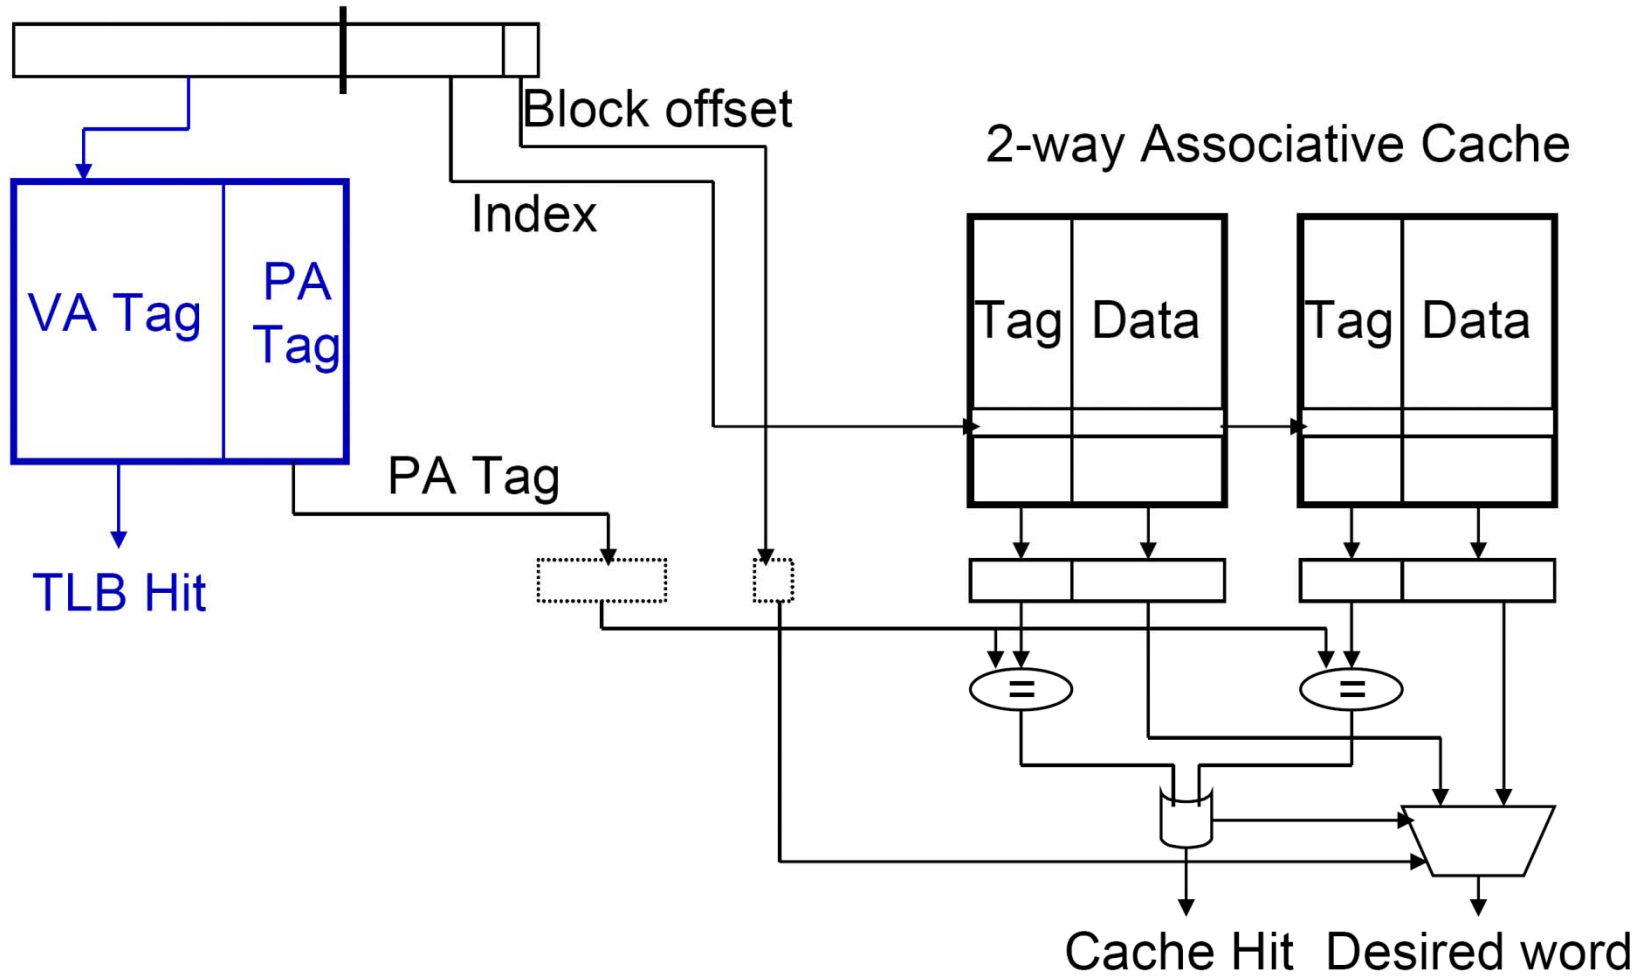 Block offset
2-way Associative Cache
Index
VA Tag
PA
Tag
Tag
Data
Tag
Data
PA Tag
TLB Hit
=
=
Cache Hit
Desired word